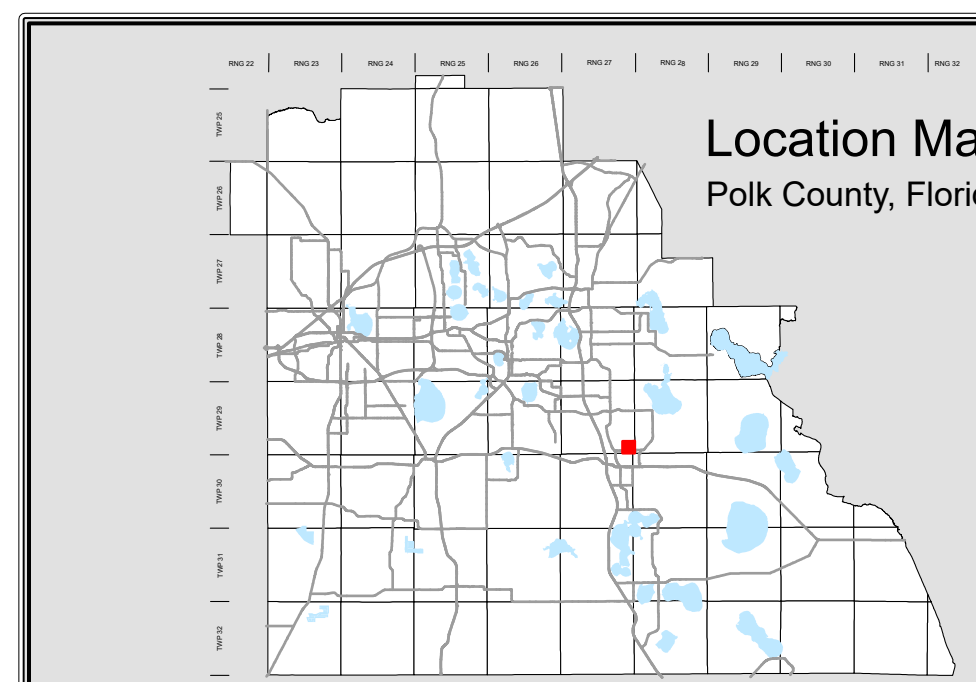 RNG 22 RNG 23 RNG 24 RNG 25 RNG 26 RNG 27 RNG 28 RNG 29 RNG 30 RNG 31 RNG 32
TWP 25
Location Ma
Polk County, Flori
TWP 26
TWP 27
TWP 28
TWP 29
TWP 30
TWP 31
TWP 32